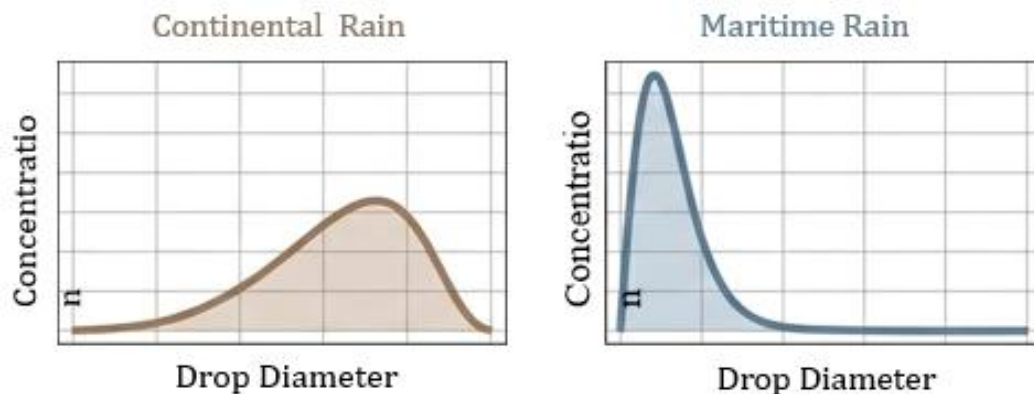 Continental Rain
Concentratio
n
Drop Diameter
Maritime Rain
Concentratio
n
Drop Diameter